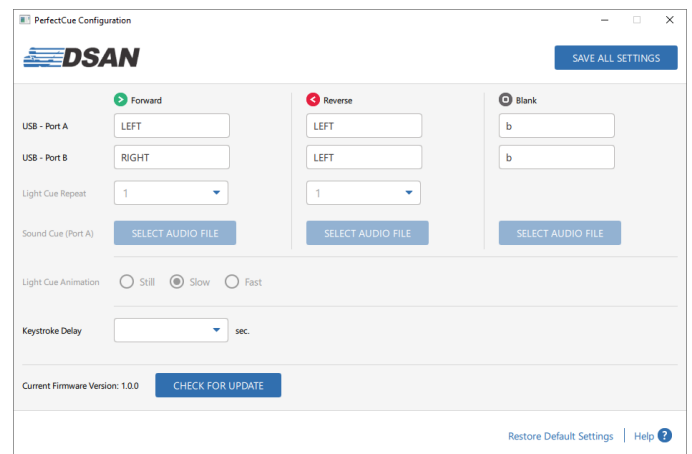 PerfectCue Configuration
DSAN
SAVE ALL SETTINGS
Forward Reverse Blank
USB - Port A LEFT LEFT b
USB - Port B RIGHT LEFT b
Light Cue Repeat 1 1
Sound Cue (Port A) SELECT AUDIO FILE SELECT AUDIO FILE SELECT AUDIO FILE
Light Cue Animation Still Slow Fast
Keystroke Delay sec.
Current Firmware Version: 1.0.0 CHECK FOR UPDATE
Restore Default Settings Help ?